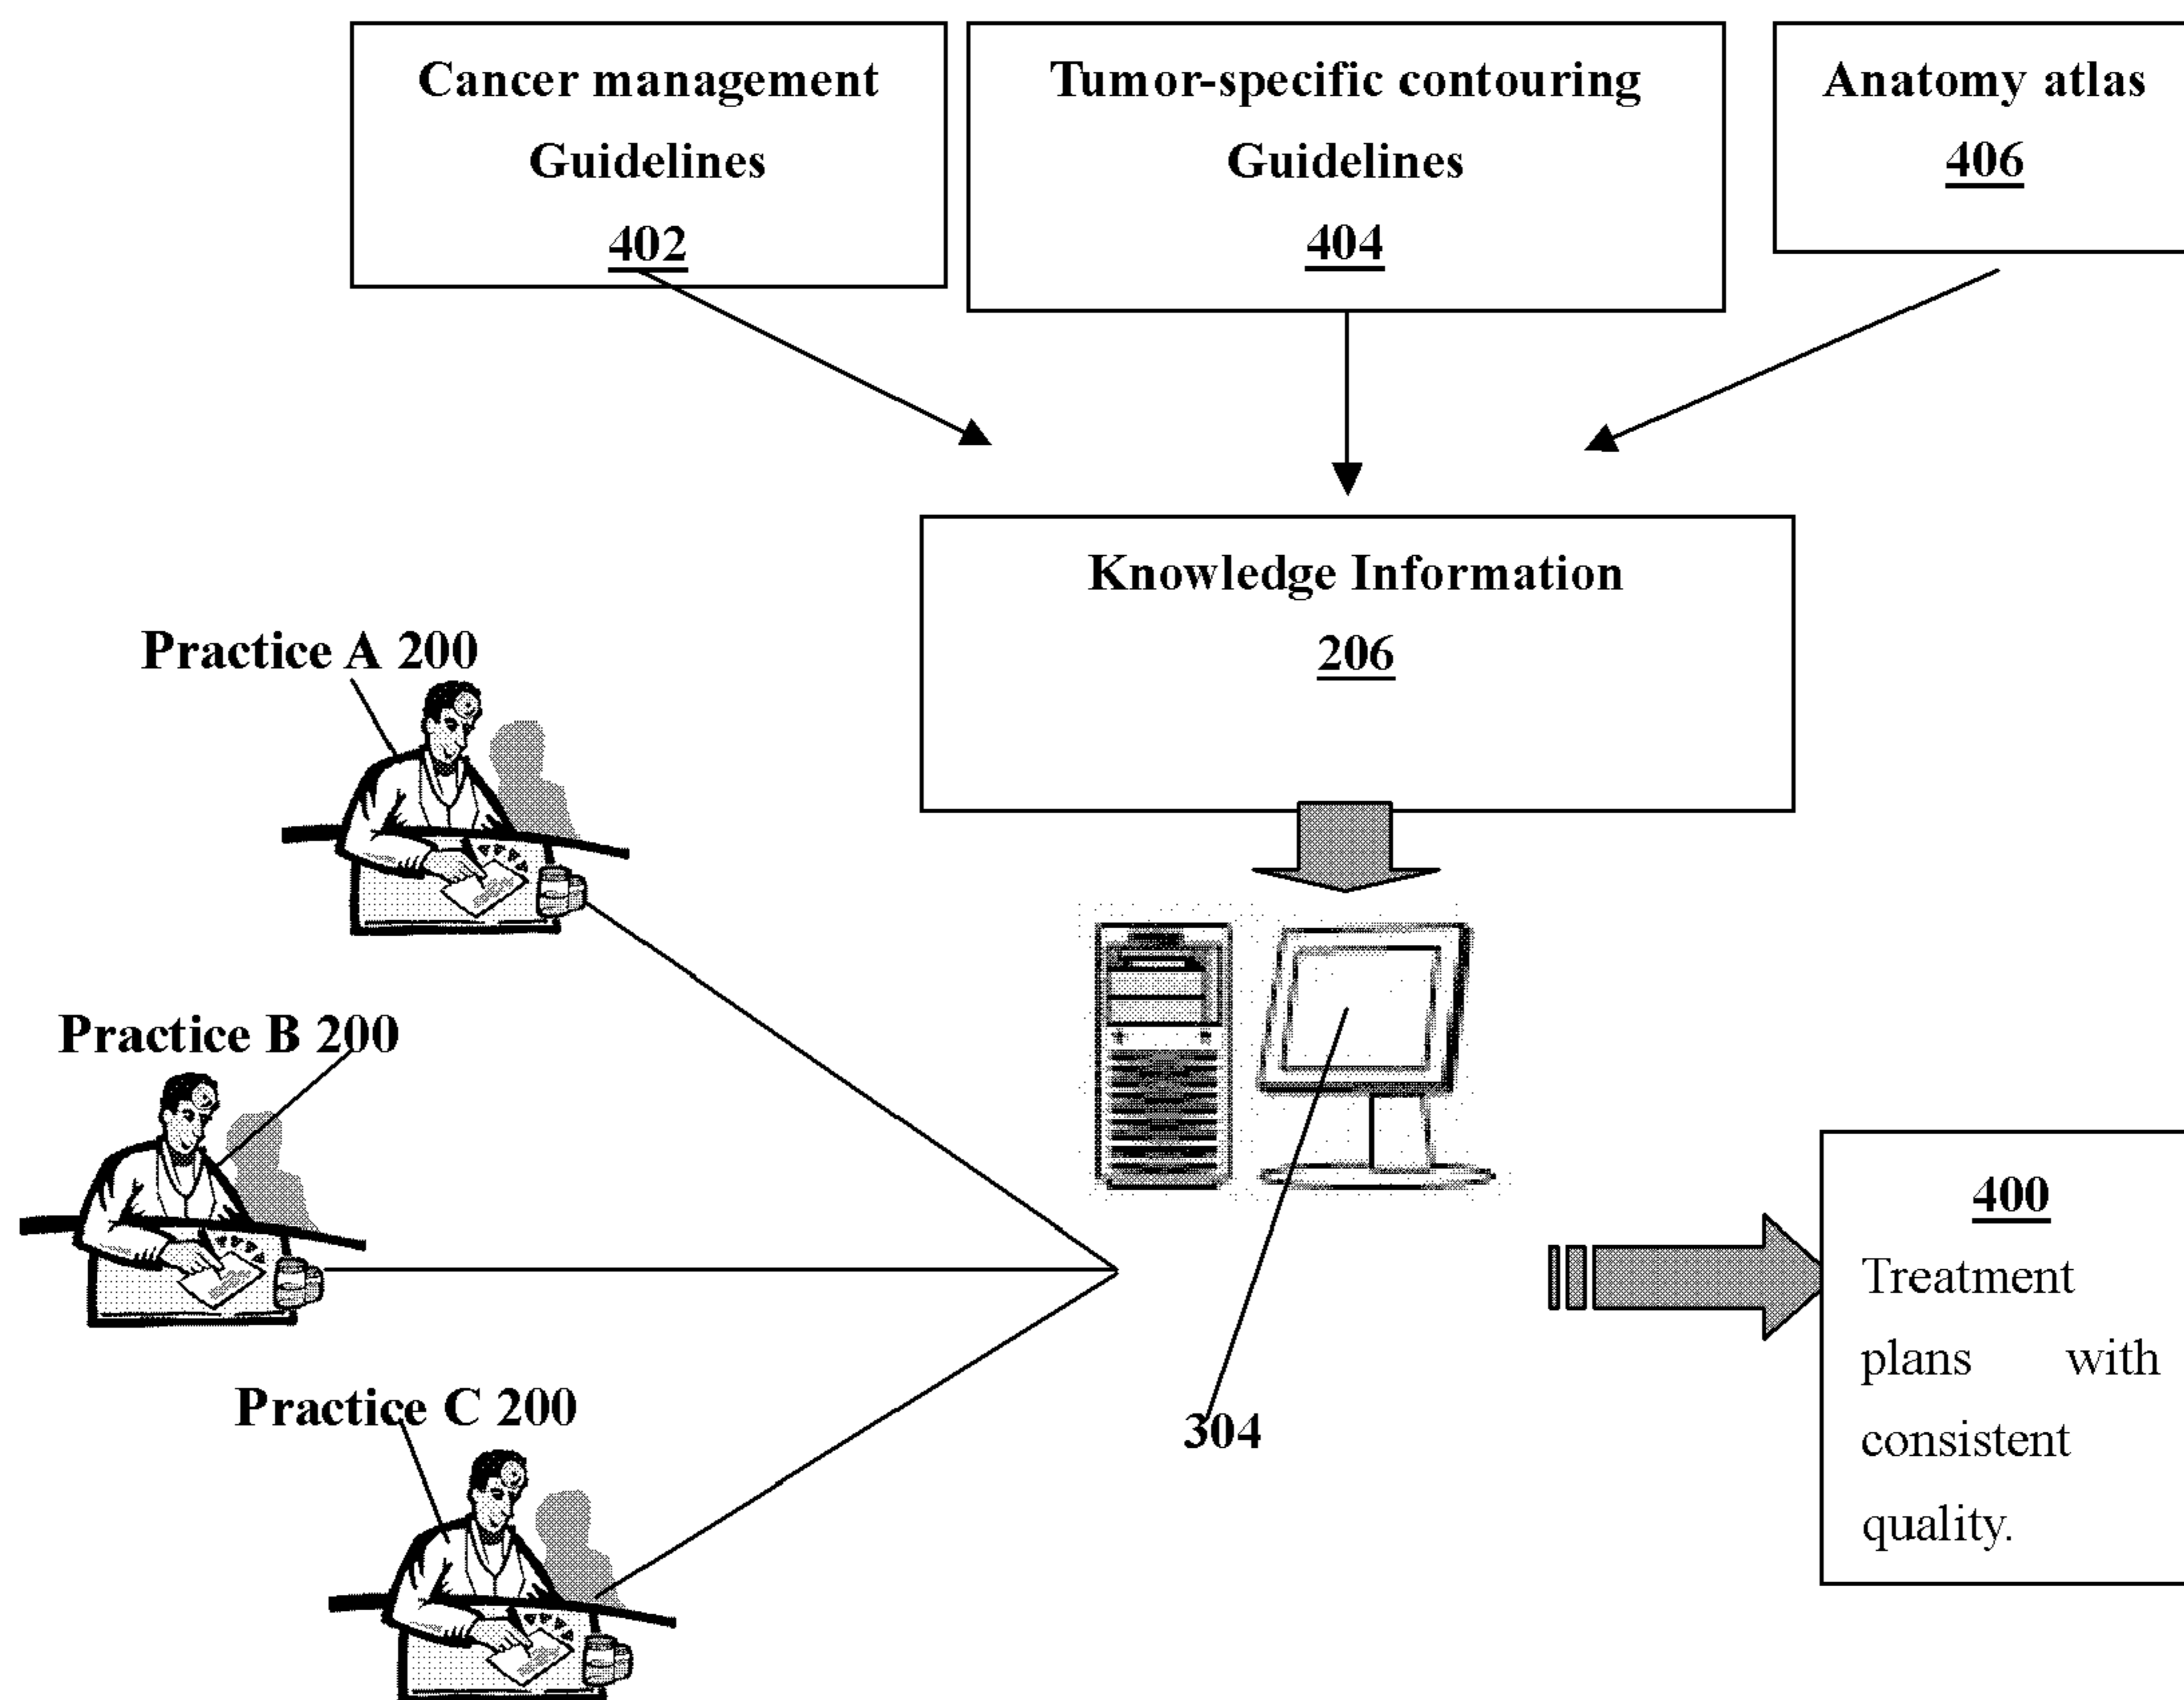 Cancer management
Guidelines
402
Tumor-specific contouring
Guidelines
404
Anatomy atlas
406
Knowledge Information
206
Practice A 200
Practice B 200
Practice C 200
304
400
Treatment
plans with
consistent
quality.